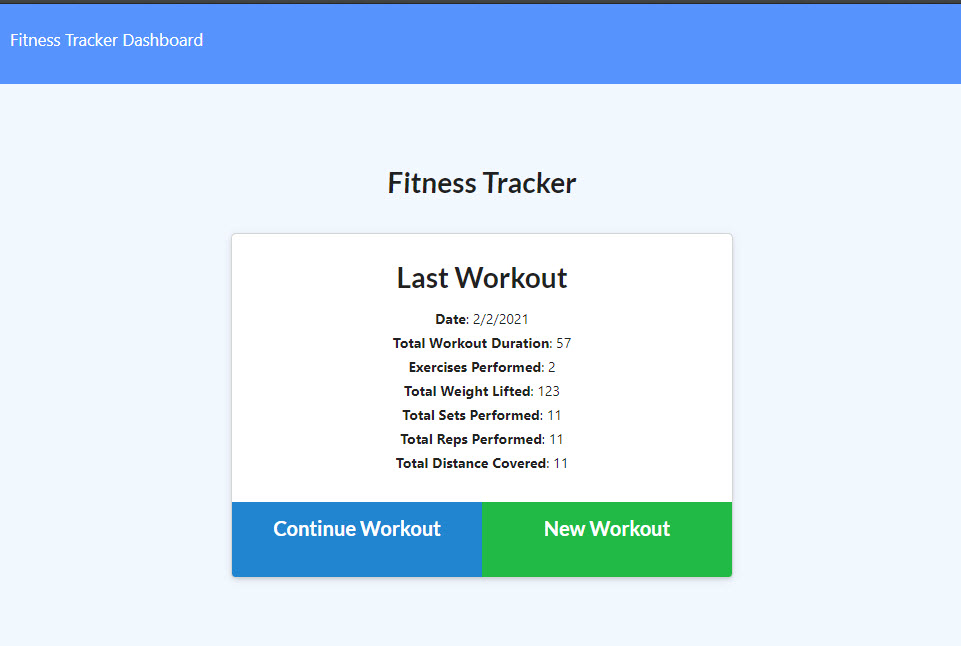 Fitness Tracker Dashboard
Fitness Tracker
Last Workout
Date: 2/2/2021
Total Workout Duration: 57
Exercises Performed: 2
Total Weight Lifted: 123
Total Sets Performed: 11
Total Reps Performed: 11
Total Distance Covered: 11
Continue Workout
New Workout